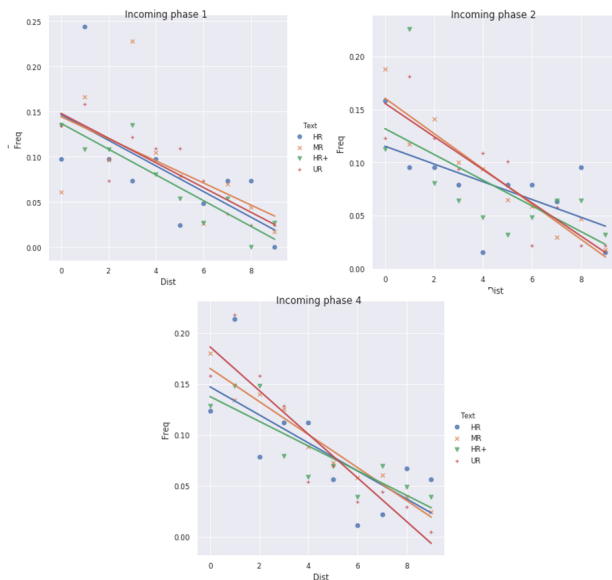 Incoming phase 1
0.25
0.20
0.15
0.10
0.05
0.00
Freq
0 2 4 6 8
Dist
Text
HR
MR
HR+
UR
Incoming phase 2
0.20
0.15
0.10
0.05
0.00
Freq
0 2 4 6 8
Dist
Incoming phase 4
0.20
0.15
0.10
0.05
0.00
Freq
0 2 4 6 8
Dist
Text
HR
MR
HR+
UR